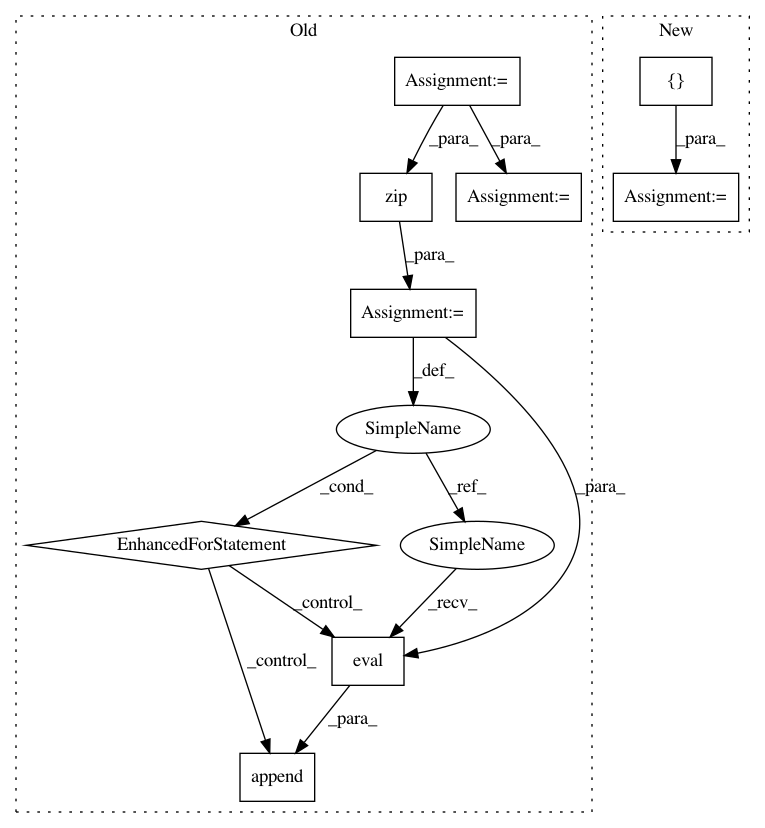 Old
New
Assignment:=
{}
_para_
_para_
_para_
zip
Assignment:=
Assignment:=
_para_
Assignment:=
_def_
SimpleName
_cond_
_ref_
_para_
EnhancedForStatement
SimpleName
_control_
_recv_
_control_
eval
_para_
append